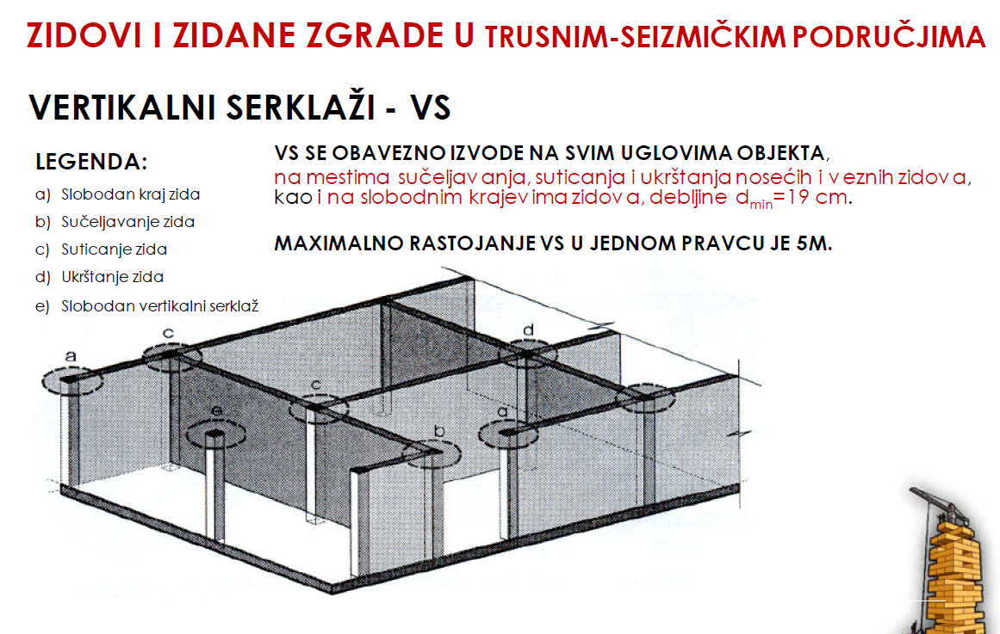 ZIDOVI I ZIDANE ZGRADE U TRUSNIM-SEIZMIČKIM PODRUČJIMA
VERTIKALNI SERKLAŽI - VS
LEGENDA:
a) Slobodan kraj zida
b) Sučeljavanje zida
c) Suticanje zida
d) Ukrštanje zida
e) Slobodan vertikalni serklaž
VS SE OBAVEZNO IZVODE NA SVIM UGLOVIMA OBJEKTA,
na mestima sučeljavanja, suticanja i ukrštanja nosećih i veznih zidova,
kao i na slobodnim krajevima zidova, debljine dmin=19 cm.
MAXIMALNO RASTOJANJE VS U JEDNOM PRAVCU JE 5M.
c
d
a
c
e
b
a